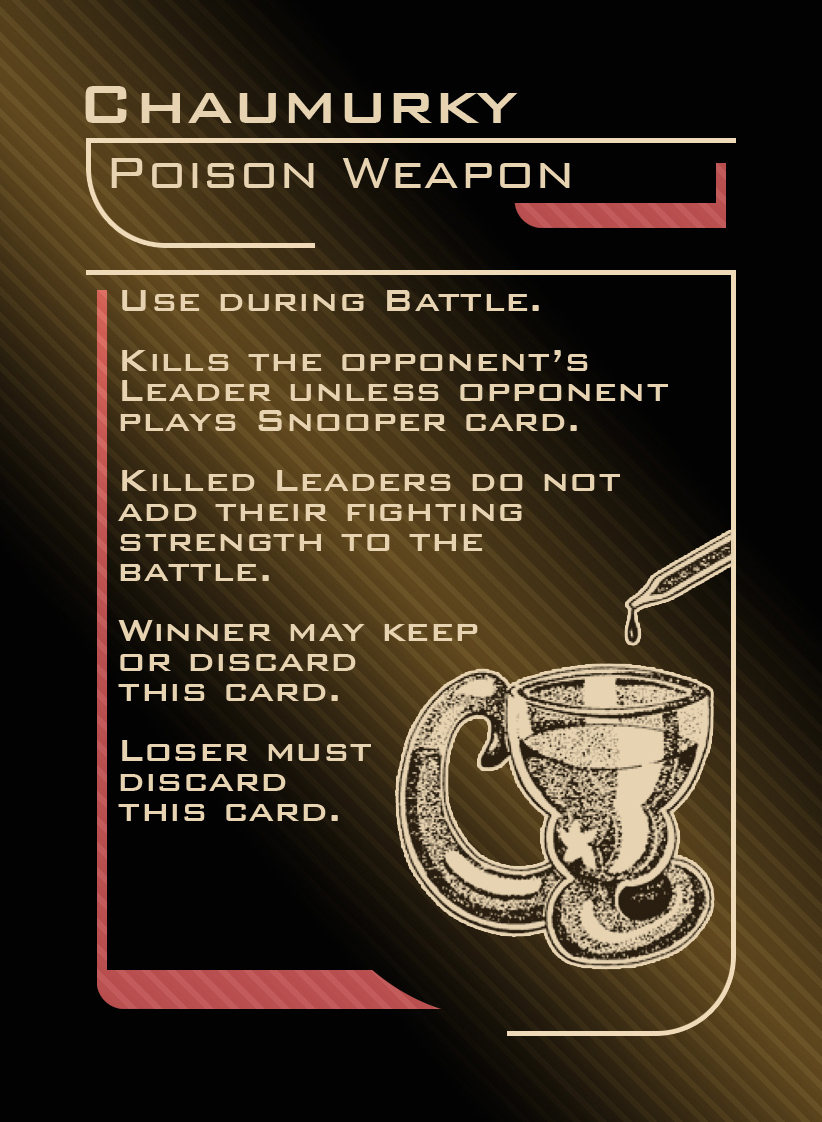 Chaumurky
Poison Weapon
Use during Battle.
Kills the opponent's
Leader unless opponent
plays Snooper card.
Killed Leaders do not
add their fighting
strength to the
battle.
Winner may keep
or discard
this card.
Loser must
discard
this card.